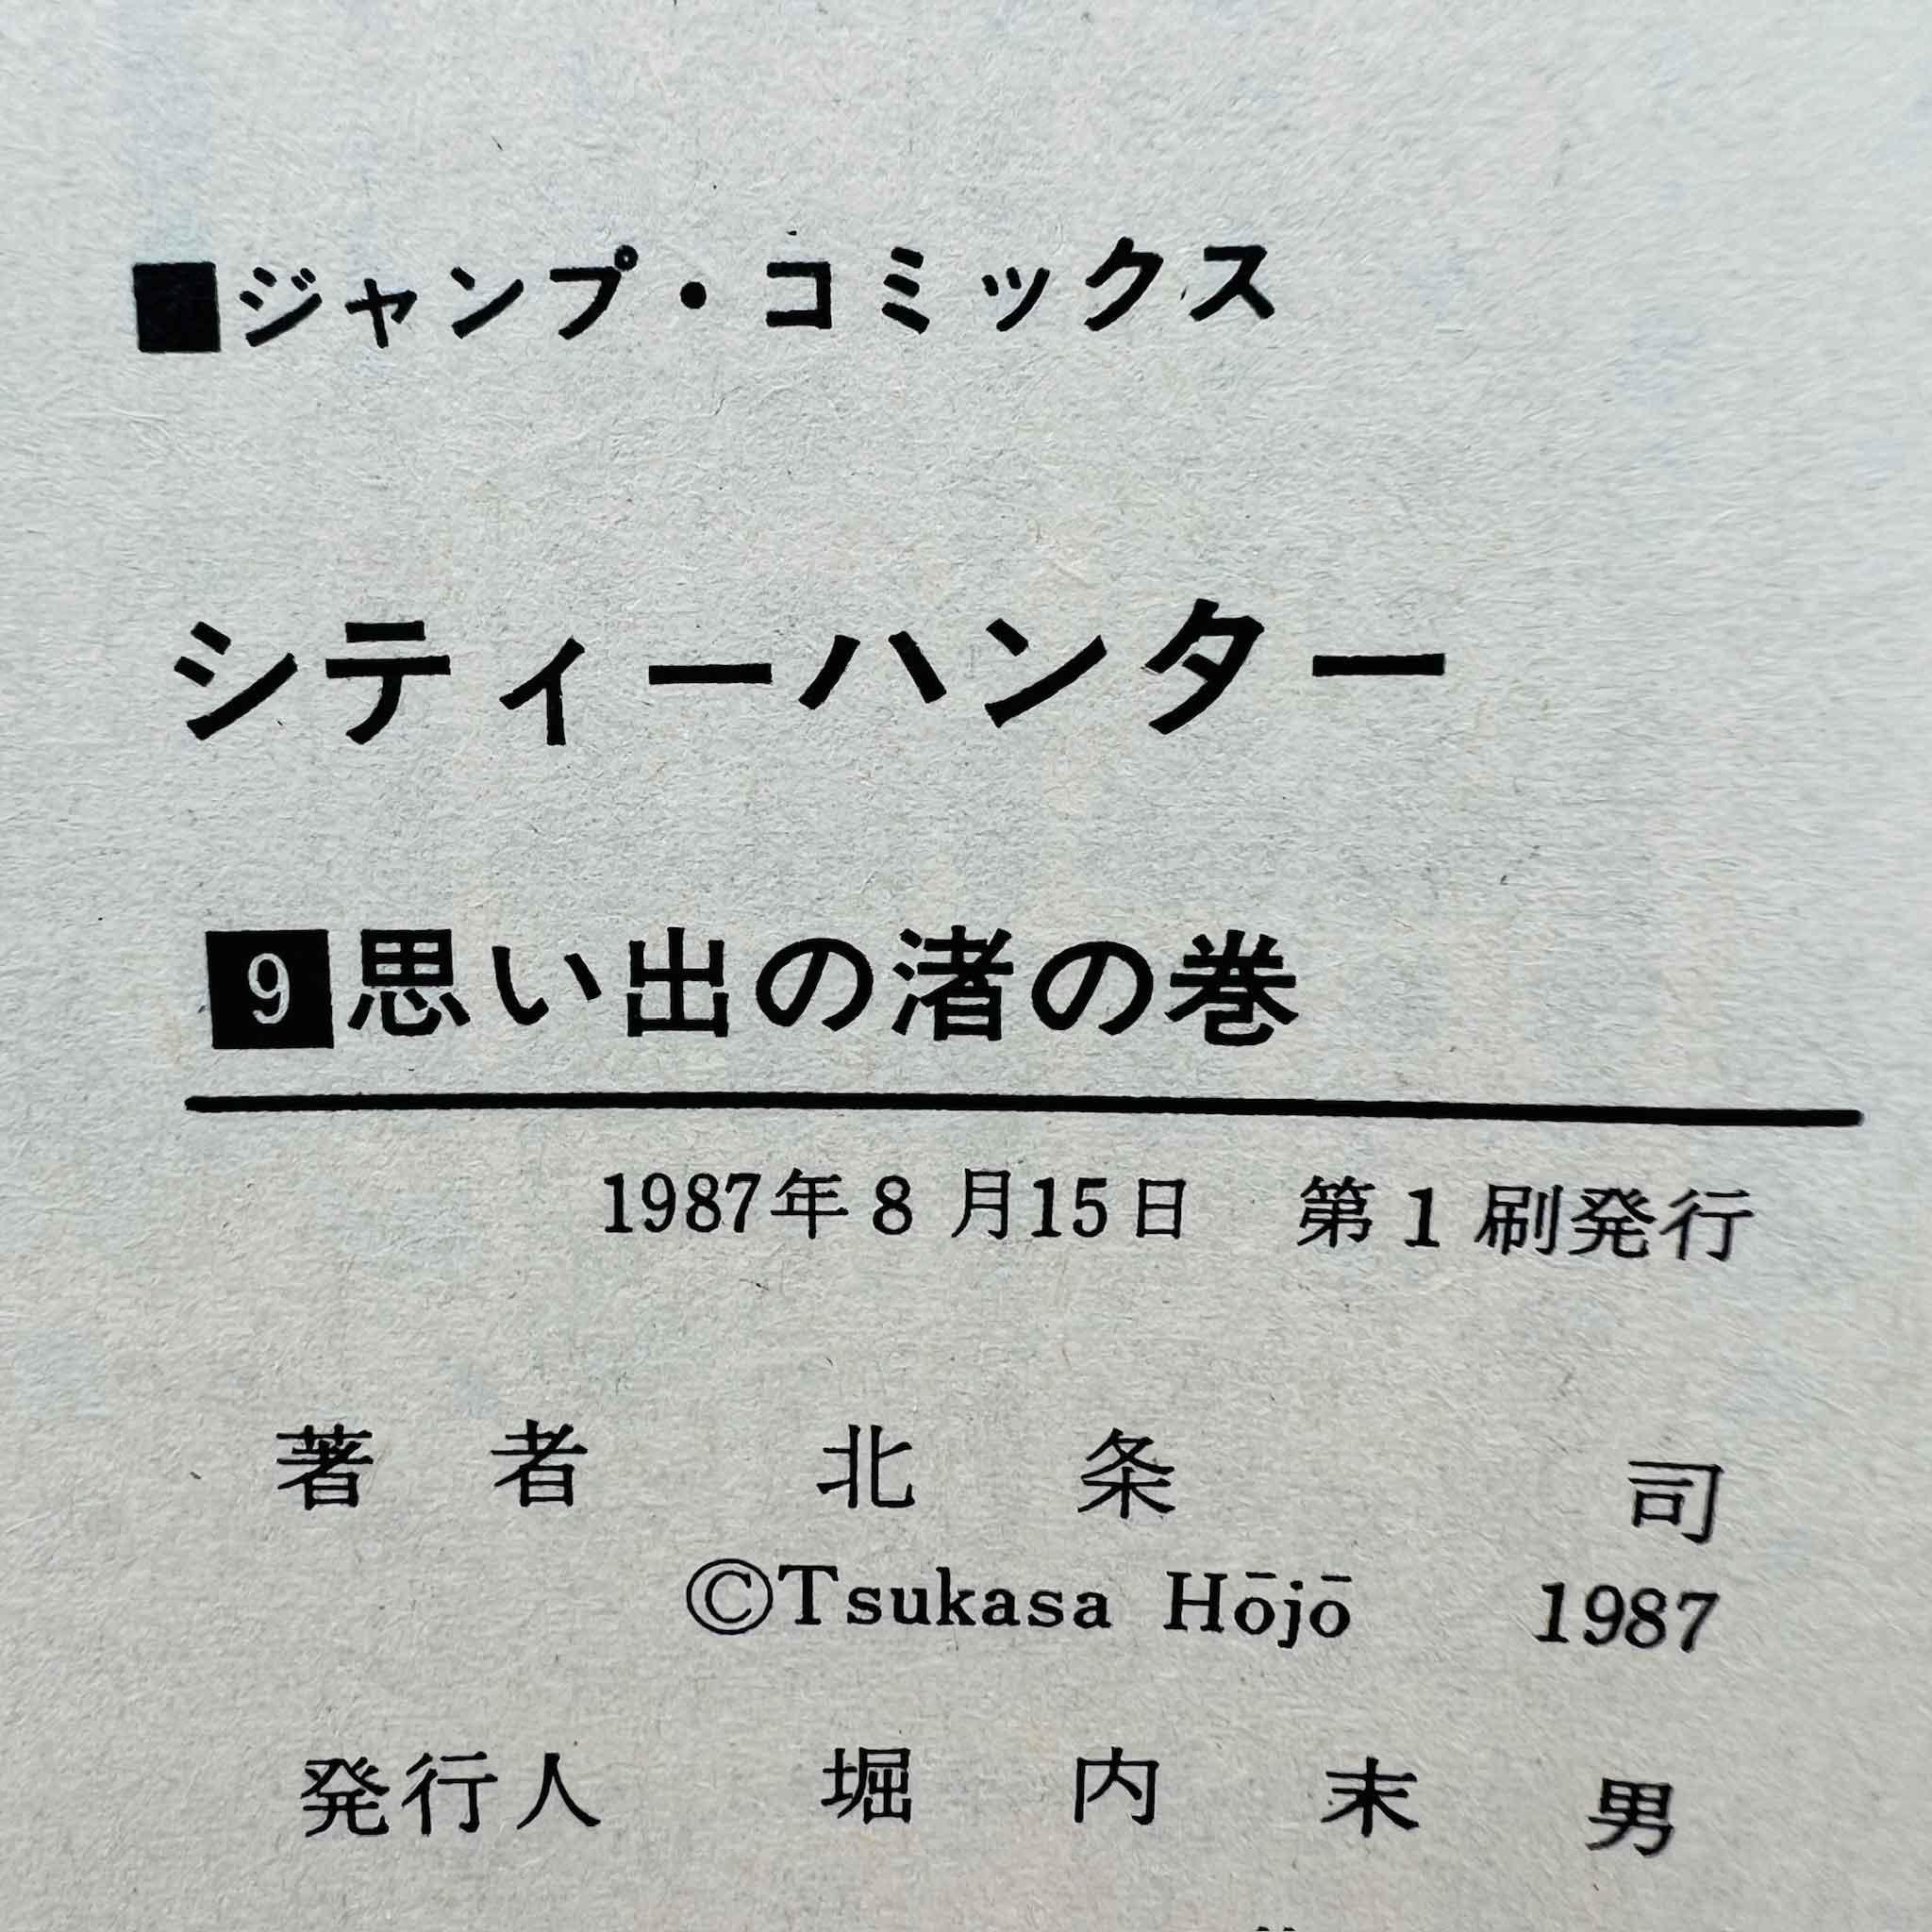 ■ジャンプ・コミックス
シティーハンター
9思い出の渚の巻
1987年8月15日 第1刷発行
著者 北条司
©Tsukasa Hōjō 1987
発行人 堀内末男